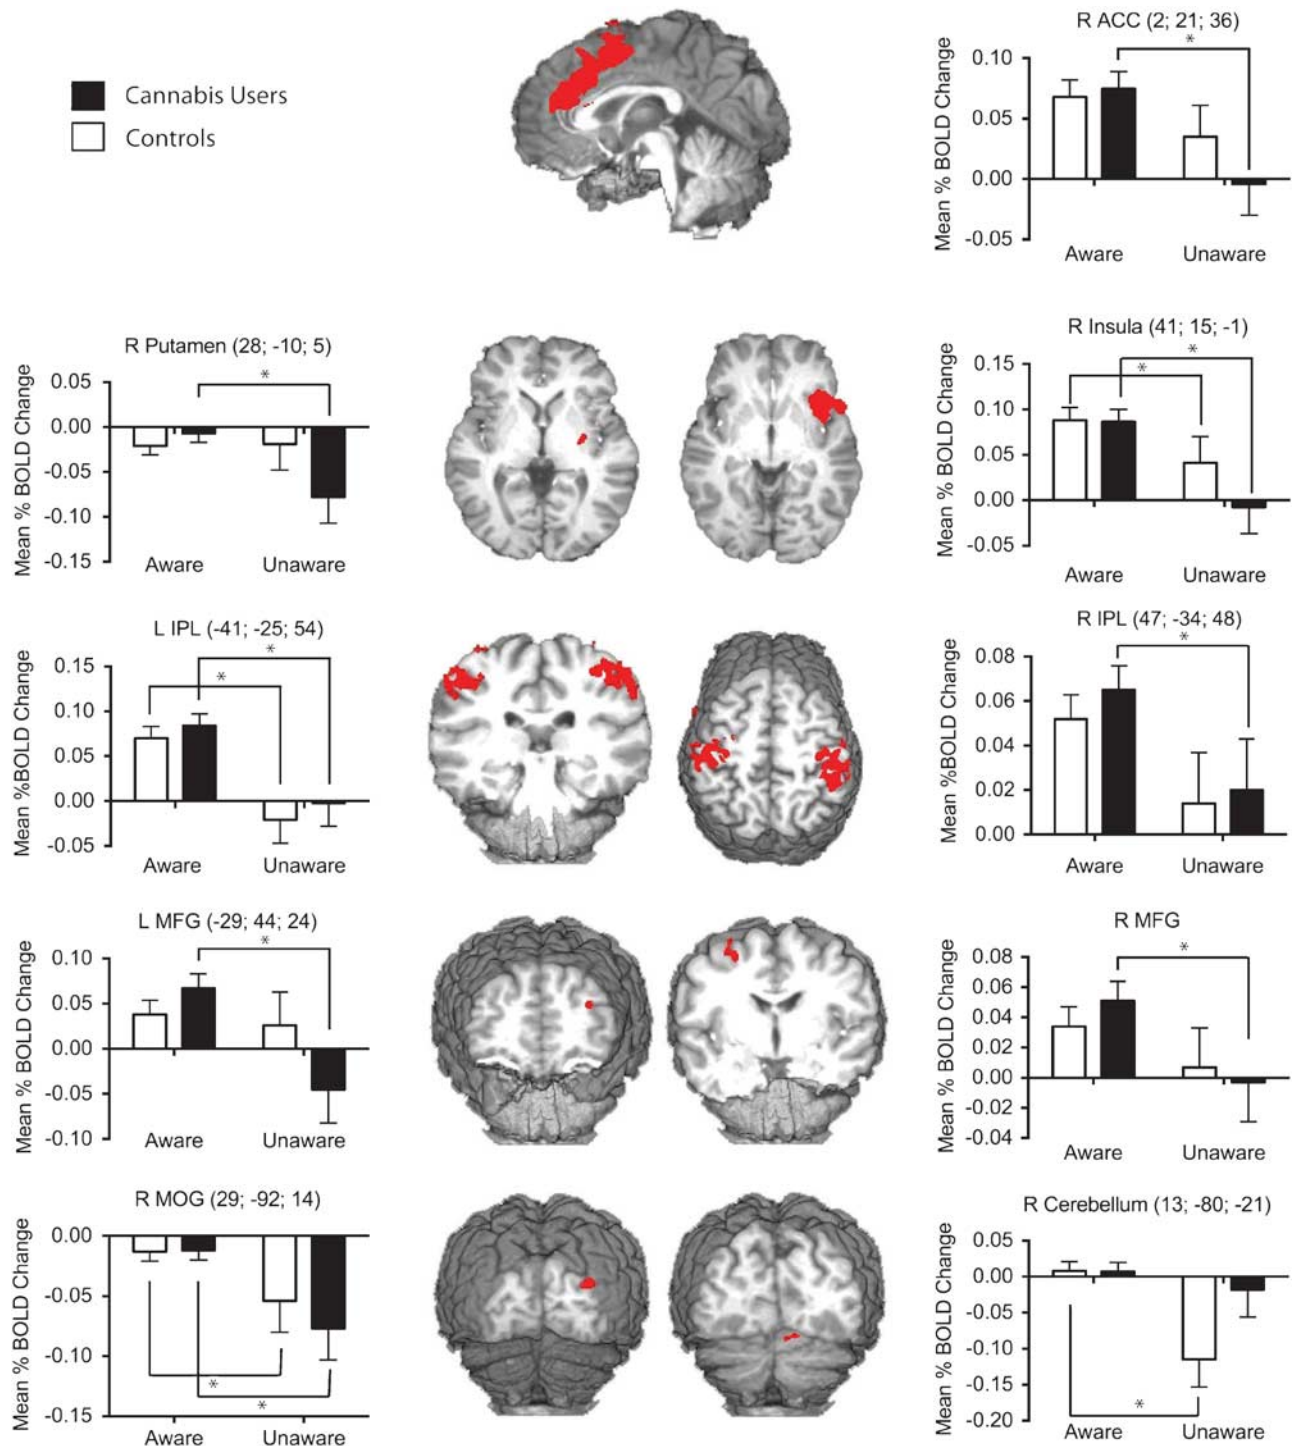 Cannabis Users
Controls
R ACC (2; 21; 36)
Mean % BOLD Change
0.10
0.05
0.00
-0.05
*
Aware
Unaware
R Putamen (28; -10; 5)
Mean % BOLD Change
0.05
0.00
-0.05
-0.10
-0.15
*
Aware
Unaware
R Insula (41; 15; -1)
Mean % BOLD Change
0.15
0.10
0.05
0.00
-0.05
*
*
Aware
Unaware
L IPL (-41; -25; 54)
Mean %BOLD Change
0.15
0.10
0.05
0.00
-0.05
*
*
Aware
Unaware
R IPL (47; -34; 48)
Mean %BOLD Change
0.08
0.06
0.04
0.02
0.00
*
Aware
Unaware
L MFG (-29; 44; 24)
Mean % BOLD Change
0.10
0.05
0.00
-0.05
-0.10
*
Aware
Unaware
R MFG
Mean % BOLD Change
0.08
0.06
0.04
0.02
0.00
-0.02
-0.04
*
Aware
Unaware
R MOG (29; -92; 14)
Mean % BOLD Change
0.00
-0.05
-0.10
-0.15
*
*
Aware
Unaware
R Cerebellum (13; -80; -21)
Mean % BOLD Change
0.05
0.00
-0.05
-0.10
-0.15
-0.20
*
Aware
Unaware